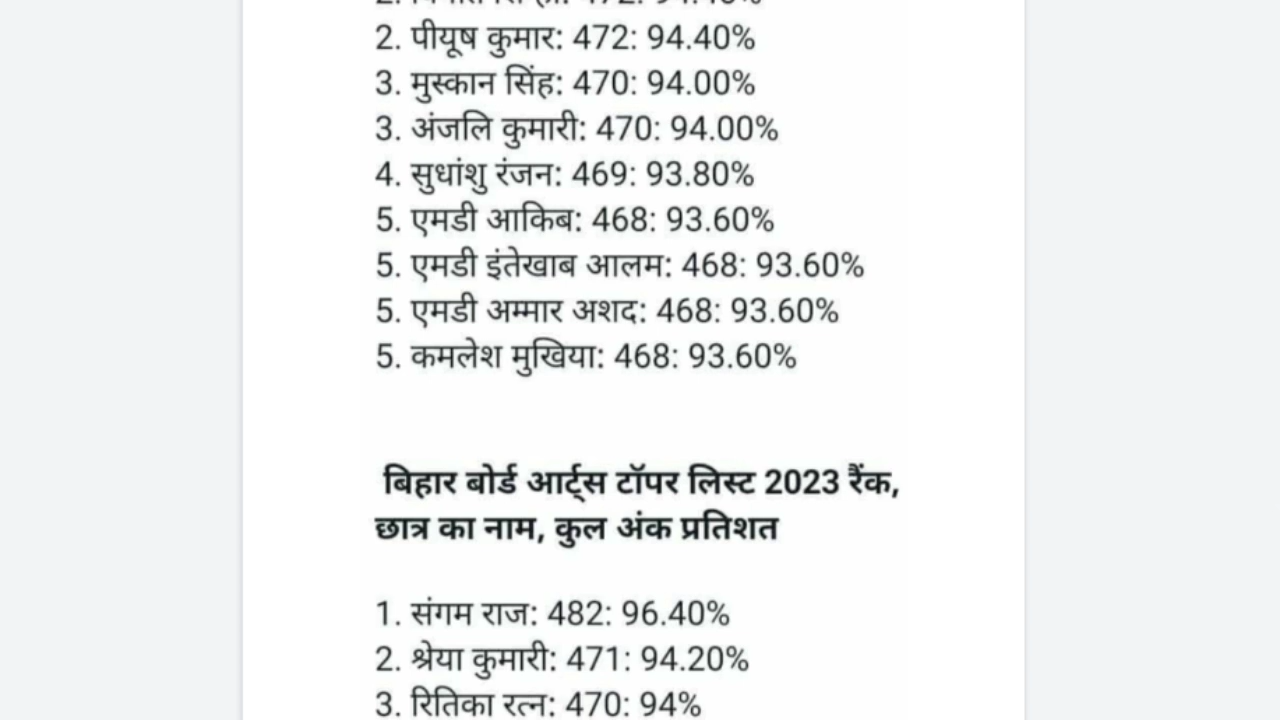 2. पीयूष कुमार: 472: 94.40%
3. मुस्कान सिंह: 470: 94.00%
3. अंजलि कुमारी: 470: 94.00%
4. सुधांशु रंजन: 469: 93.80%
5. एमडी आकिब: 468: 93.60%
5. एमडी इंतेखाब आलम: 468: 93.60%
5. एमडी अम्मार अशद: 468: 93.60%
5. कमलेश मुखिया: 468: 93.60%
बिहार बोर्ड आर्ट्स टॉपर लिस्ट 2023 रैंक,
छात्र का नाम, कुल अंक प्रतिशत
1. संगम राज: 482: 96.40%
2. श्रेया कुमारी: 471: 94.20%
3. रितिका रत्न: 470: 94%